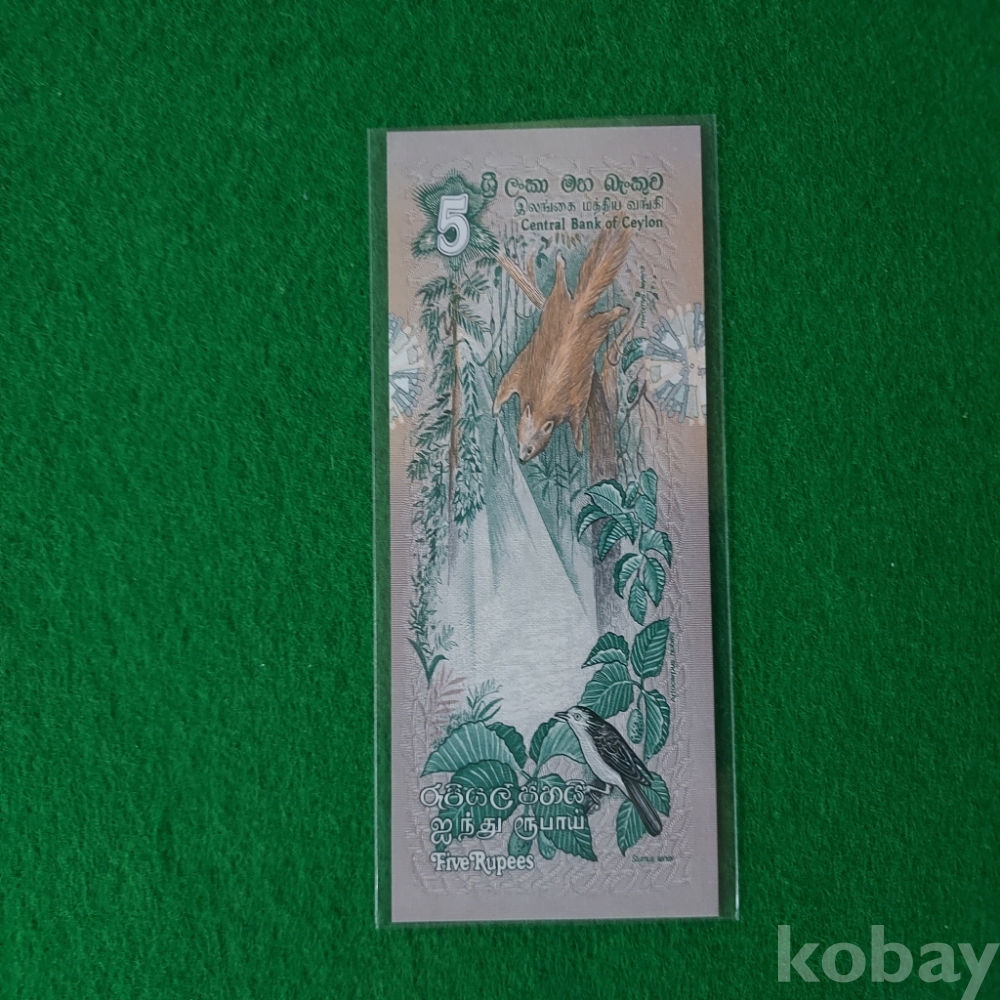 5
ශ්‍රී ලංකා මහ බැංකුව
இலங்கை மத்திய வங்கி
Central Bank of Ceylon
රුපියල් පහයි
ஐந்து ரூபாய்
Five Rupees
kobay